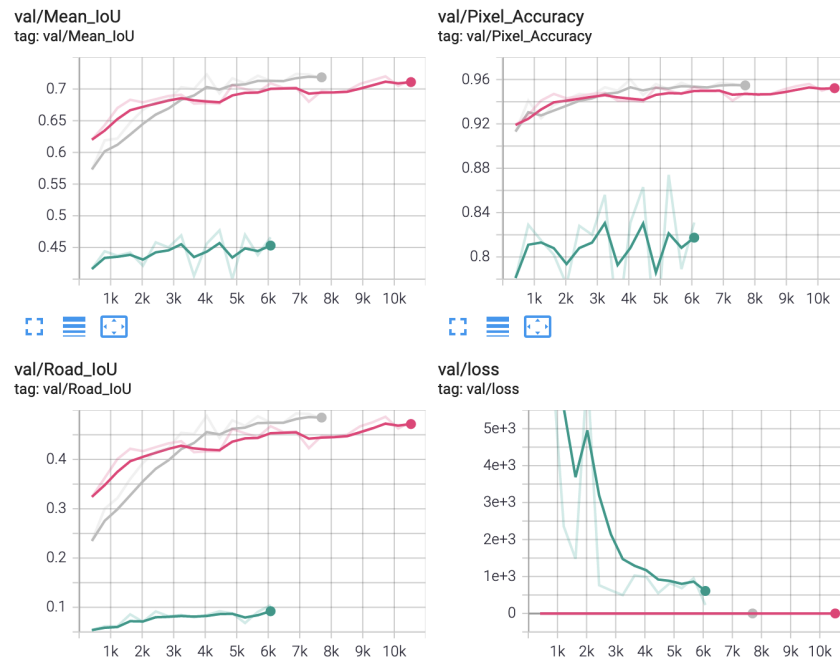 val/Mean_IoU
tag: val/Mean_IoU
0.7
0.65
0.6
0.55
0.5
0.45
1k 2k 3k 4k 5k 6k 7k 8k 9k 10k
val/Pixel_Accuracy
tag: val/Pixel_Accuracy
0.96
0.92
0.88
0.84
0.8
1k 2k 3k 4k 5k 6k 7k 8k 9k 10k
val/Road_IoU
tag: val/Road_IoU
0.4
0.3
0.2
0.1
1k 2k 3k 4k 5k 6k 7k 8k 9k 10k
val/loss
tag: val/loss
5e+3
4e+3
3e+3
2e+3
1e+3
0
1k 2k 3k 4k 5k 6k 7k 8k 9k 10k